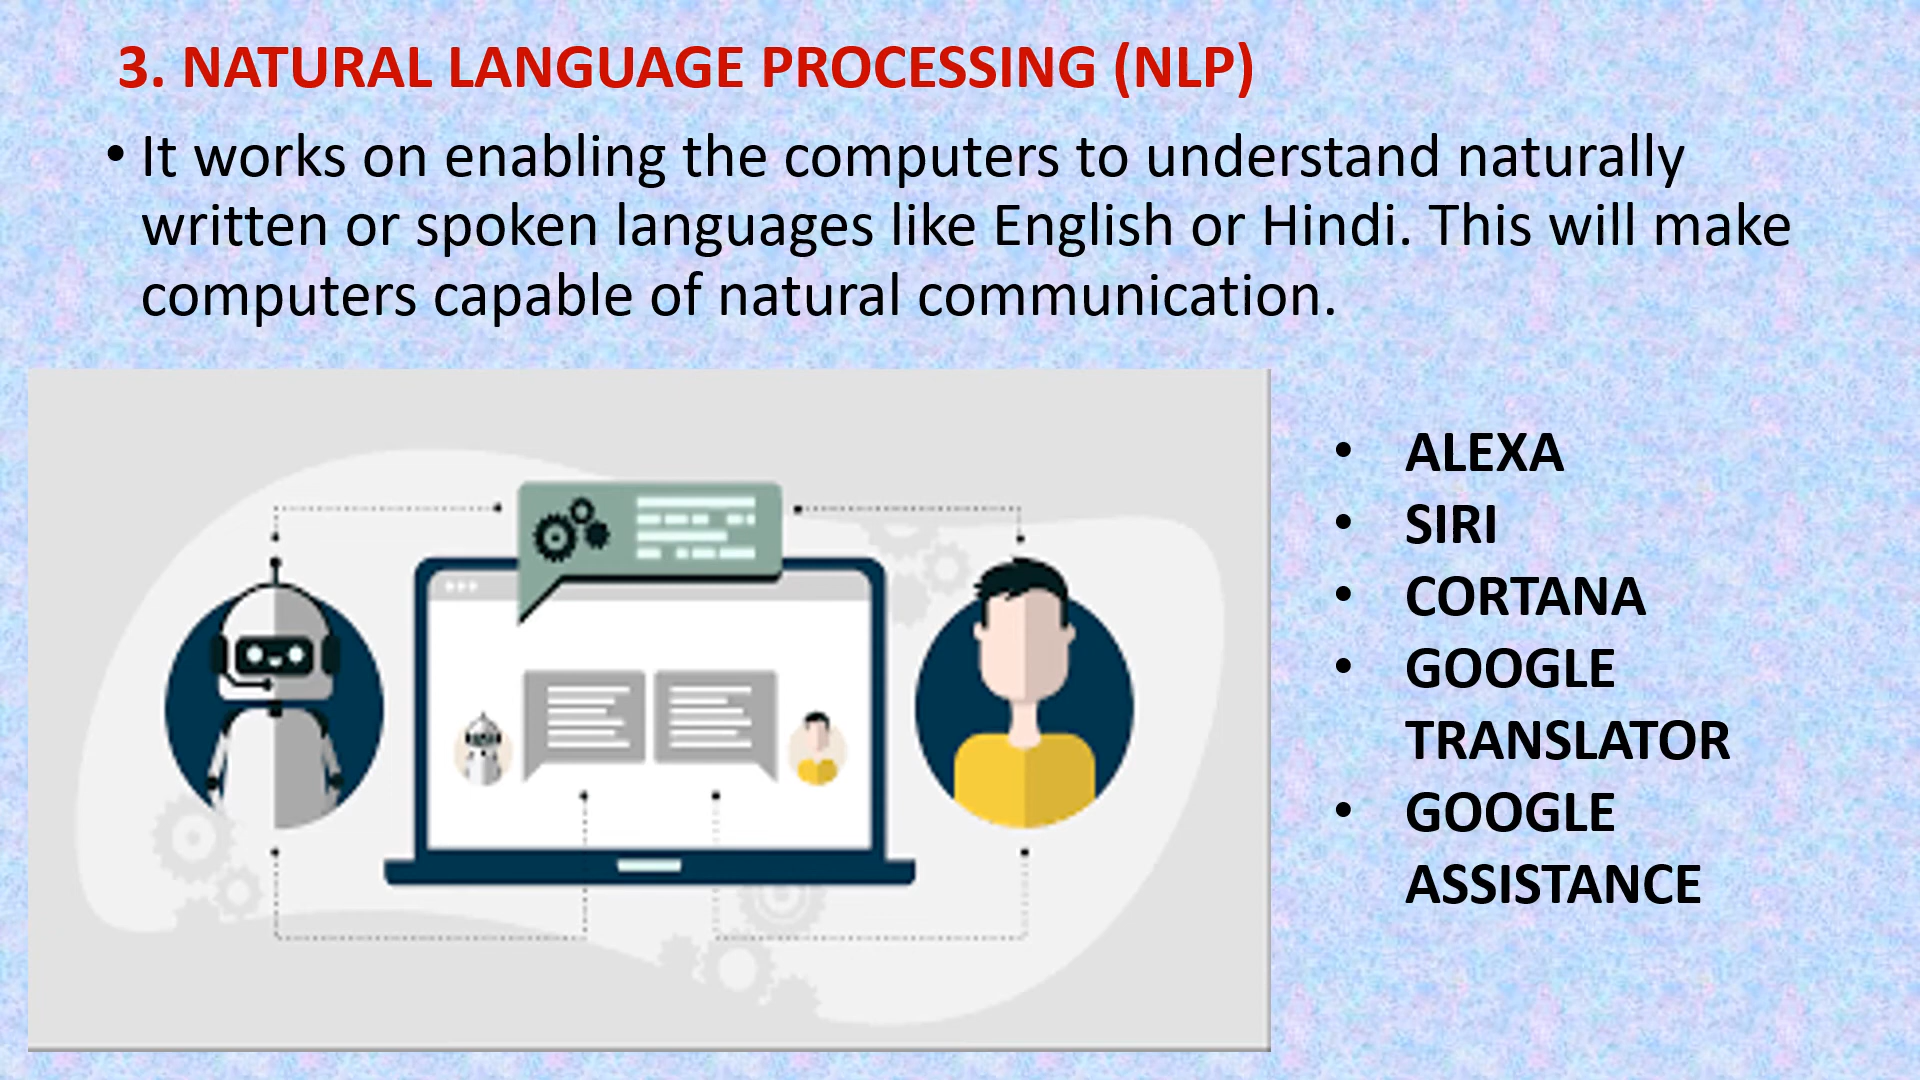 3. NATURAL LANGUAGE PROCESSING (NLP)
• It works on enabling the computers to understand naturally
written or spoken languages like English or Hindi. This will make
computers capable of natural communication.
• ALEXA
• SIRI
• CORTANA
• GOOGLE
TRANSLATOR
• GOOGLE
ASSISTANCE